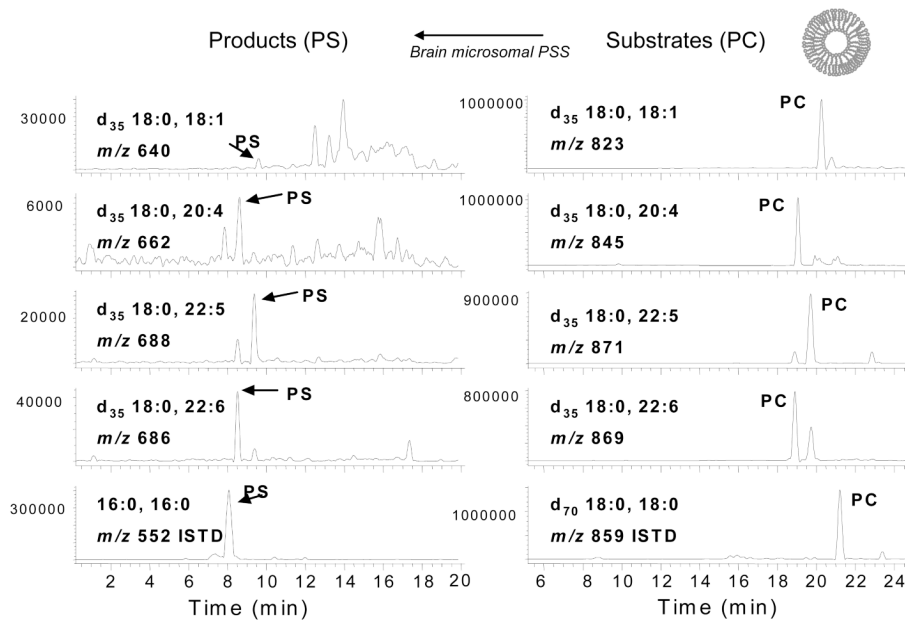 Products (PS)
Brain microsomal PSS
Substrates (PC)
30000
d35 18:0, 18:1
PS
m/z 640
1000000
PC
d35 18:0, 18:1
m/z 823
6000
d35 18:0, 20:4
PS
m/z 662
1000000
PC
d35 18:0, 20:4
m/z 845
20000
d35 18:0, 22:5
PS
m/z 688
900000
PC
d35 18:0, 22:5
m/z 871
40000
d35 18:0, 22:6
PS
m/z 686
800000
PC
d35 18:0, 22:6
m/z 869
300000
16:0, 16:0
PS
m/z 552 ISTD
1000000
d70 18:0, 18:0
PC
m/z 859 ISTD
2 4 6 8 10 12 14 16 18 20
Time (min)
6 8 10 12 14 16 18 20 22 24
Time (min)